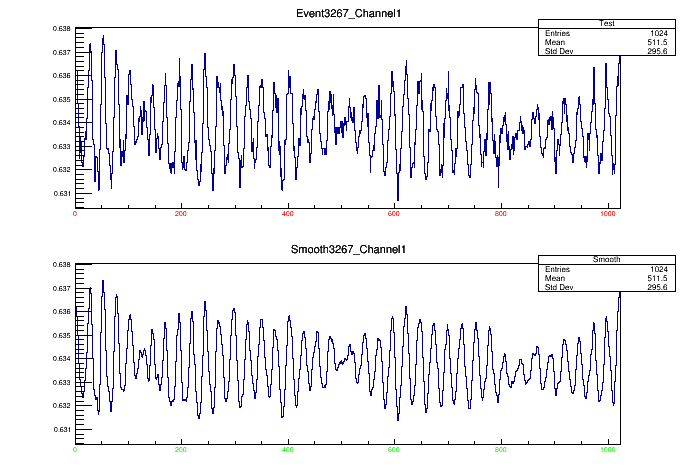 Event3267_Channel1
Test
Entries 1024
Mean 511.5
Std Dev 295.6
0.638
0.637
0.636
0.635
0.634
0.633
0.632
0.631
0 200 400 600 800 1000
Smooth3267_Channel1
Smooth
Entries 1024
Mean 511.5
Std Dev 295.6
0.638
0.637
0.636
0.635
0.634
0.633
0.632
0.631
0 200 400 600 800 1000